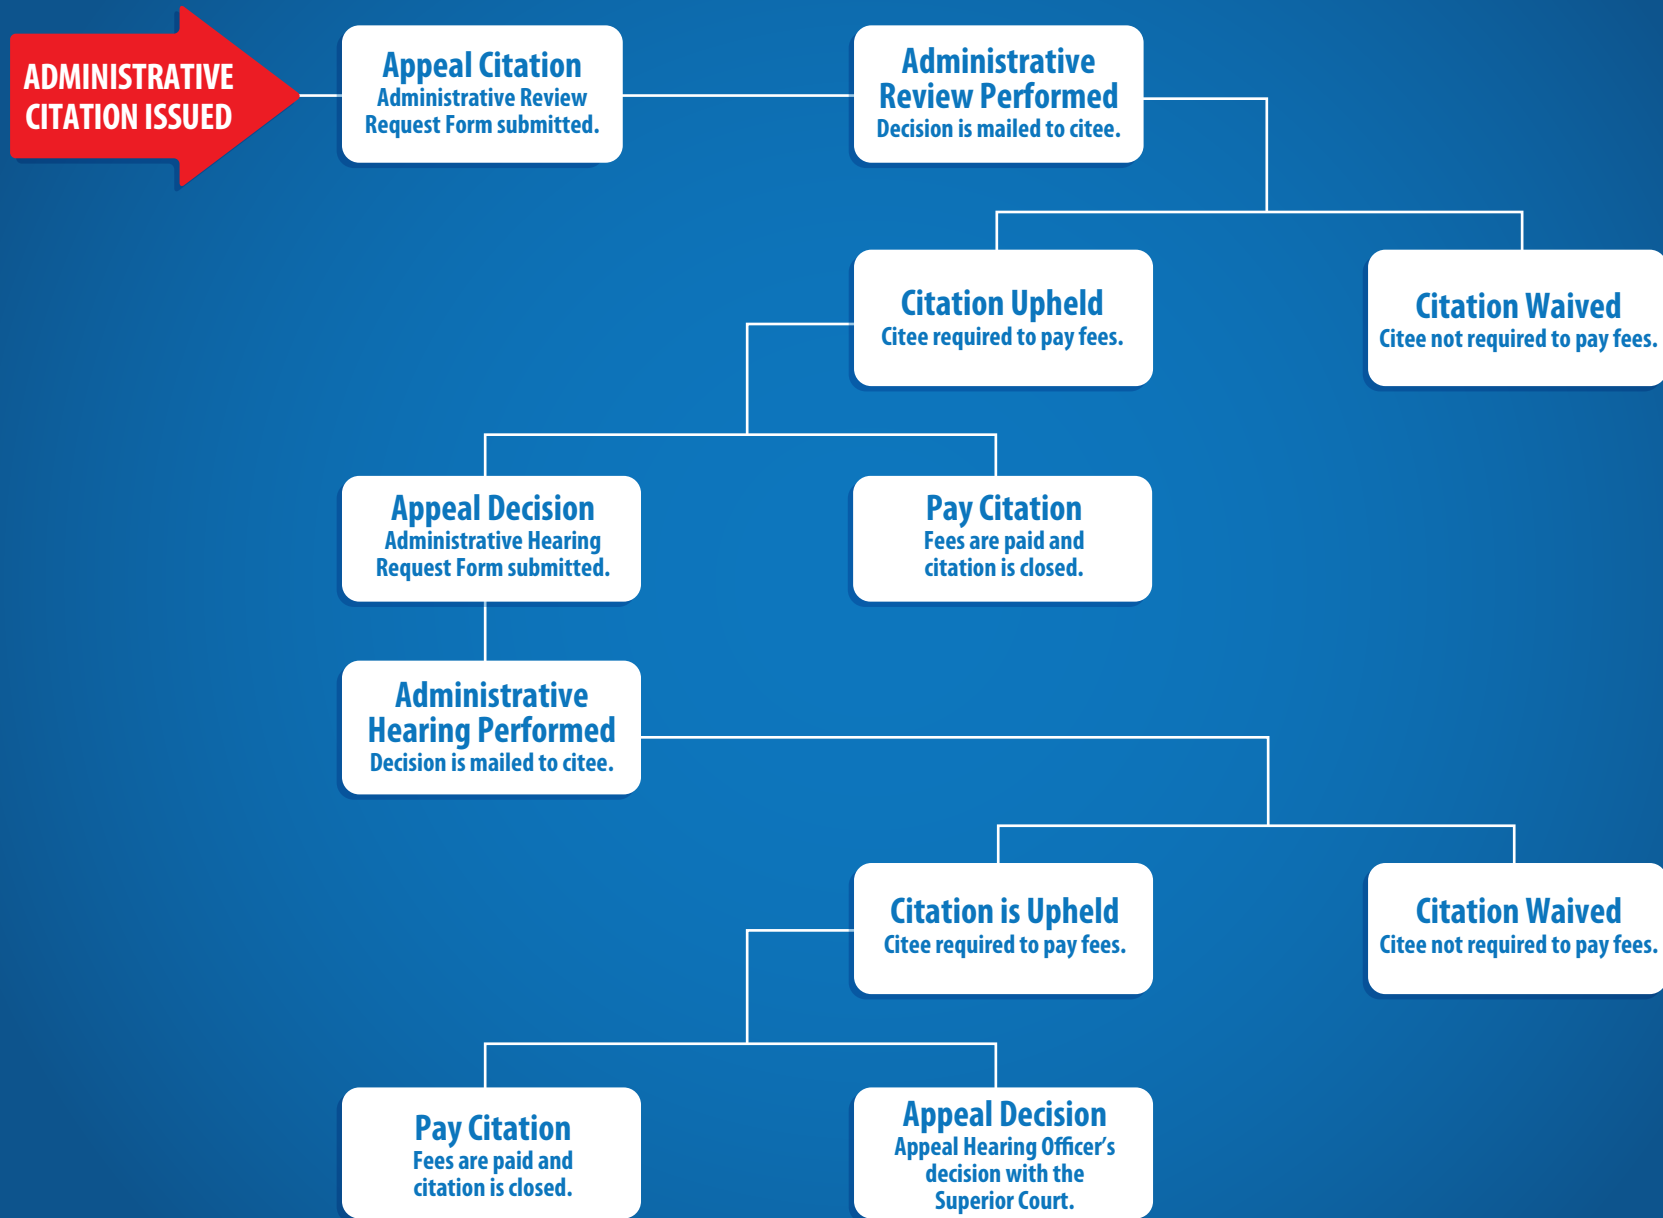 ADMINISTRATIVE
CITATION ISSUED
Appeal Citation
Administrative Review
Request Form submitted.
Administrative
Review Performed
Decision is mailed to citee.
Citation Upheld
Citee required to pay fees.
Citation Waived
Citee not required to pay fees.
Appeal Decision
Administrative Hearing
Request Form submitted.
Pay Citation
Fees are paid and
citation is closed.
Administrative
Hearing Performed
Decision is mailed to citee.
Citation is Upheld
Citee required to pay fees.
Citation Waived
Citee not required to pay fees.
Pay Citation
Fees are paid and
citation is closed.
Appeal Decision
Appeal Hearing Officer's
decision with the
Superior Court.